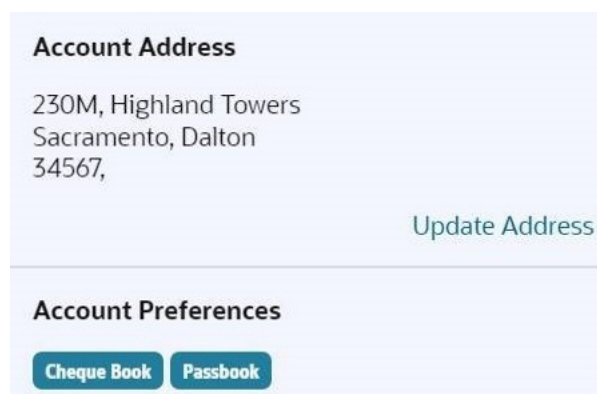 Account Address
230M, Highland Towers
Sacramento, Dalton
34567,
Update Address
Account Preferences
Cheque Book Passbook